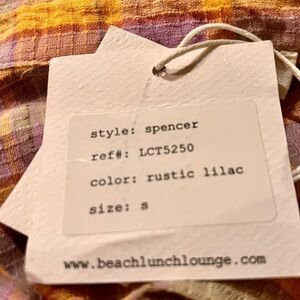 style: spencer
ref#: LCT5250
color: rustic lilac
size: s
www.beachlunchlounge.com